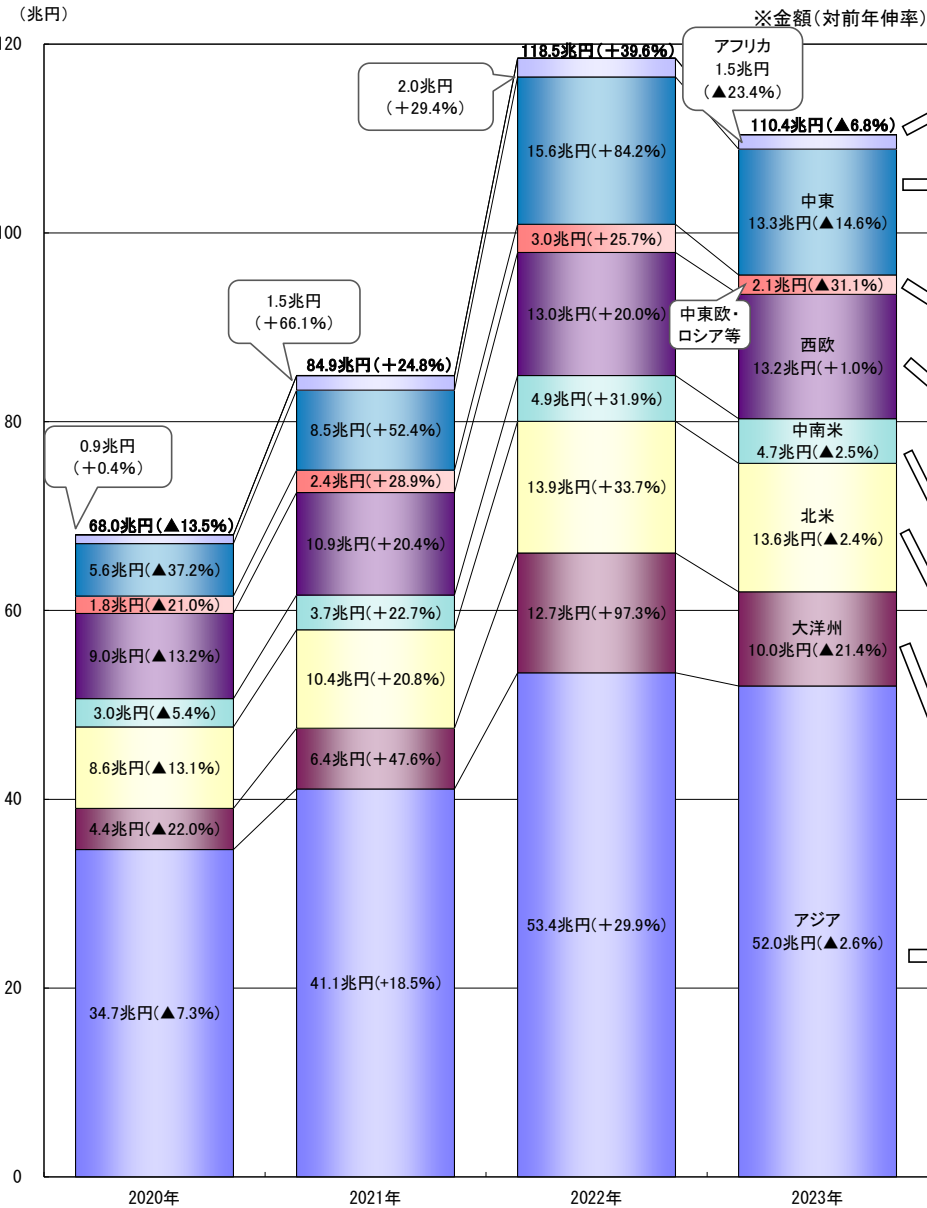 （兆円）
※金額（対前年伸率）
120
100
80
60
40
20
0
0.9兆円
（＋0.4％）
68.0兆円（▲13.5％）
5.6兆円（▲37.2％）
1.8兆円（▲21.0％）
9.0兆円（▲13.2％）
3.0兆円（▲5.4％）
8.6兆円（▲13.1％）
4.4兆円（▲22.0％）
34.7兆円（▲7.3％）
2020年
1.5兆円
（＋66.1％）
84.9兆円（＋24.8％）
8.5兆円（＋52.4％）
2.4兆円（＋28.9％）
10.9兆円（＋20.4％）
3.7兆円（＋22.7％）
10.4兆円（＋20.8％）
6.4兆円（＋47.6％）
41.1兆円（+18.5％）
2021年
2.0兆円
（＋29.4％）
118.5兆円（＋39.6％）
15.6兆円（＋84.2％）
3.0兆円（＋25.7％）
13.0兆円（＋20.0％）
4.9兆円（＋31.9％）
13.9兆円（＋33.7％）
12.7兆円（＋97.3％）
53.4兆円（＋29.9％）
2022年
アフリカ
1.5兆円
（▲23.4％）
110.4兆円（▲6.8％）
中東
13.3兆円（▲14.6％）
2.1兆円（▲31.1％）
中東欧・
ロシア等
西欧
13.2兆円（＋1.0％）
中南米
4.7兆円（▲2.5％）
北米
13.6兆円（▲2.4％）
大洋州
10.0兆円（▲21.4％）
アジア
52.0兆円（▲2.6％）
2023年